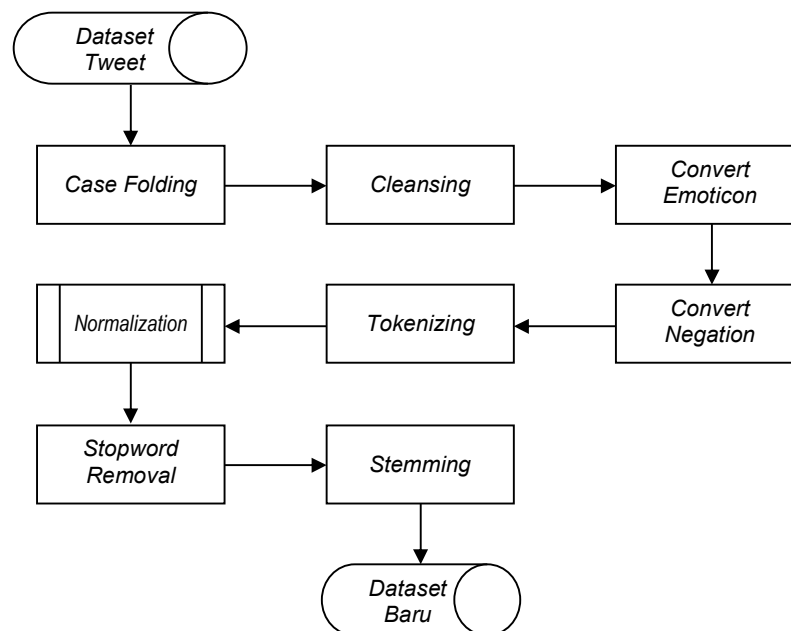 Dataset
Tweet
Case Folding
Cleansing
Convert
Emoticon
Convert
Negation
Tokenizing
Normalization
Stopword
Removal
Stemming
Dataset
Baru